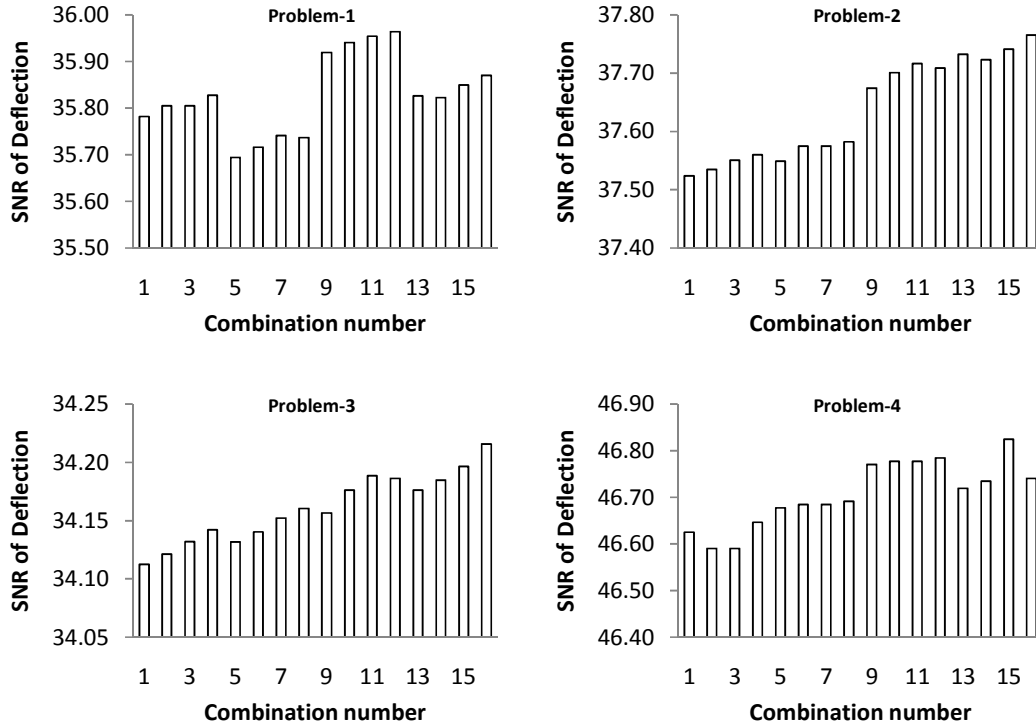 Problem-1
SNR of Deflection
36.00
35.90
35.80
35.70
35.60
35.50
1 3 5 7 9 11 13 15
Combination number
Problem-2
SNR of Deflection
37.80
37.70
37.60
37.50
37.40
1 3 5 7 9 11 13 15
Combination number
Problem-3
SNR of Deflection
34.25
34.20
34.15
34.10
34.05
1 3 5 7 9 11 13 15
Combination number
Problem-4
SNR of Deflection
46.90
46.80
46.70
46.60
46.50
46.40
1 3 5 7 9 11 13 15
Combination number